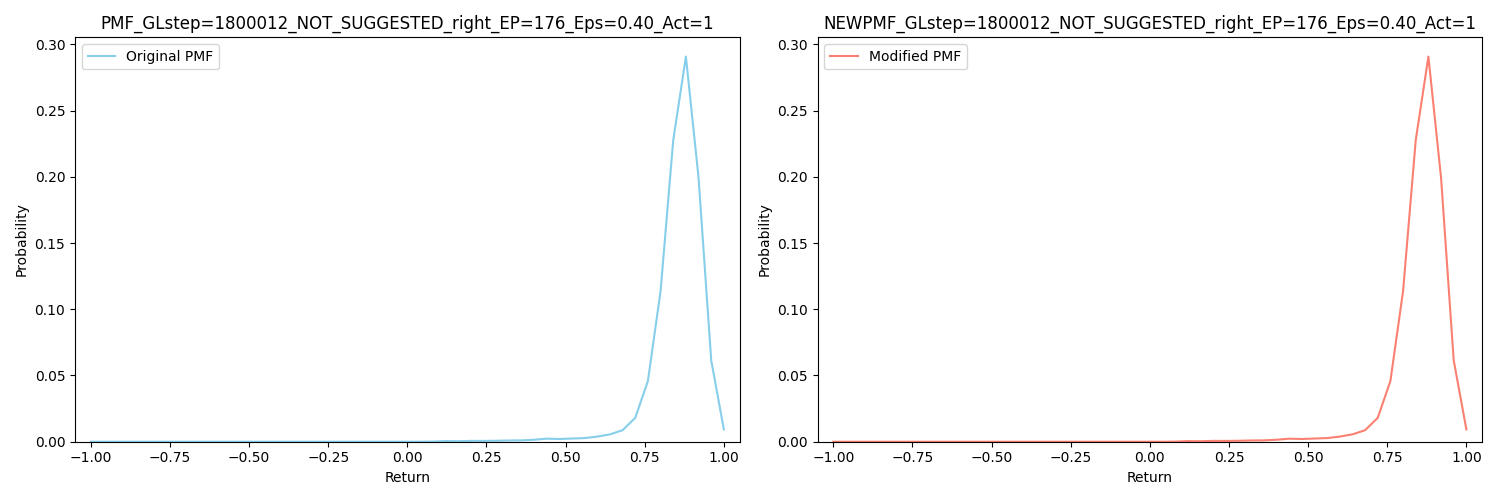 PMF_GLstep=1800012_NOT_SUGGESTED_right_EP=176_Eps=0.40_Act=1
Original PMF
0.30
0.25
0.20
0.15
0.10
0.05
0.00
Probability
−1.00 −0.75 −0.50 −0.25 0.00 0.25 0.50 0.75 1.00
Return
NEWPMF_GLstep=1800012_NOT_SUGGESTED_right_EP=176_Eps=0.40_Act=1
Modified PMF
0.30
0.25
0.20
0.15
0.10
0.05
0.00
Probability
−1.00 −0.75 −0.50 −0.25 0.00 0.25 0.50 0.75 1.00
Return